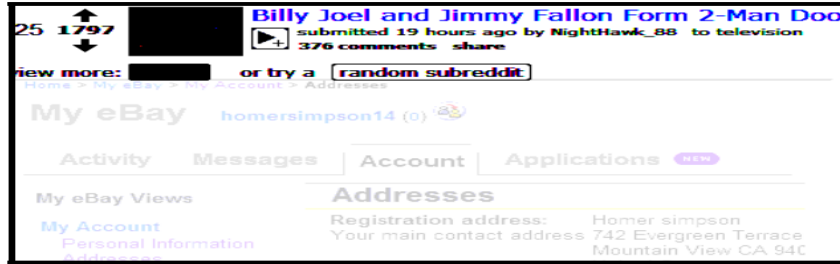 Billy Joel and Jimmy Fallon Form 2-Man Doo
25 1797 submitted 19 hours ago by NightHawk_88 to television
376 comments share
view more: or try a random subreddit
Home > My eBay > My Account > Addresses
My eBay homersimpson14 (0)
Activity Messages Account Applications NEW
My eBay Views Addresses
Registration address: Homer simpson
My Account Your main contact address 742 Evergreen Terrace
Personal Information Mountain View CA 940
Addresses